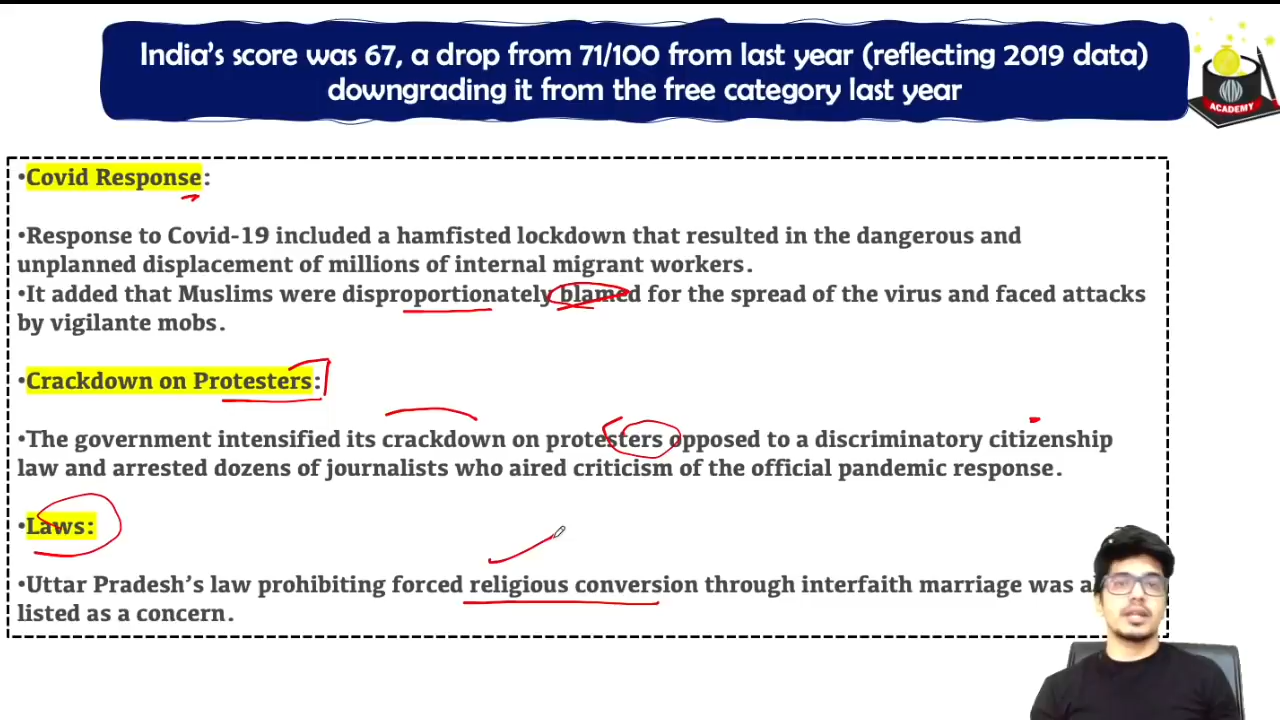 India's score was 67, a drop from 71/100 from last year (reflecting 2019 data)
downgrading it from the free category last year
ACADEMY
•Covid Response:
•Response to Covid-19 included a hamfisted lockdown that resulted in the dangerous and
unplanned displacement of millions of internal migrant workers.
•It added that Muslims were disproportionately blamed for the spread of the virus and faced attacks
by vigilante mobs.
•Crackdown on Protesters:
•The government intensified its crackdown on protesters opposed to a discriminatory citizenship
law and arrested dozens of journalists who aired criticism of the official pandemic response.
•Laws:
•Uttar Pradesh's law prohibiting forced religious conversion through interfaith marriage was
listed as a concern.